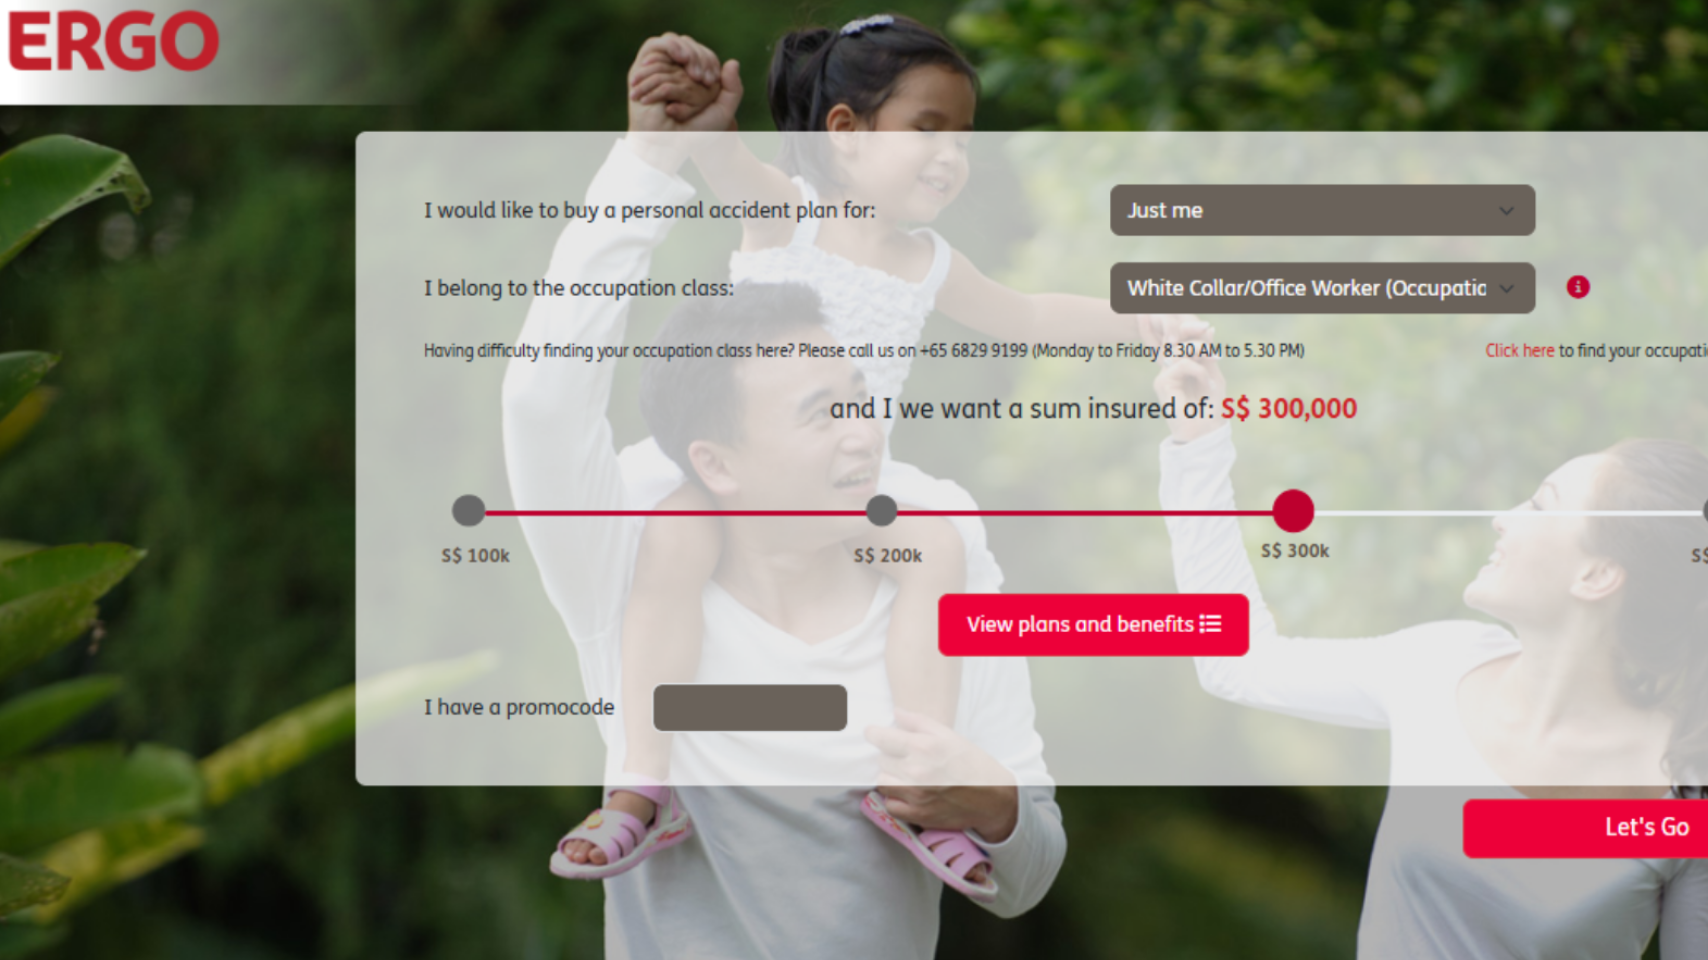 ERGO
I would like to buy a personal accident plan for:
Just me
I belong to the occupation class:
White Collar/Office Worker (Occupatic
Having difficulty finding your occupation class here? Please call us on +65 6829 9199 (Monday to Friday 8.30 AM to 5.30 PM)
Click here to find your occupati
and I we want a sum insured of: S$ 300,000
S$ 100k
S$ 200k
S$ 300k
S$
View plans and benefits
I have a promocode
Let's Go